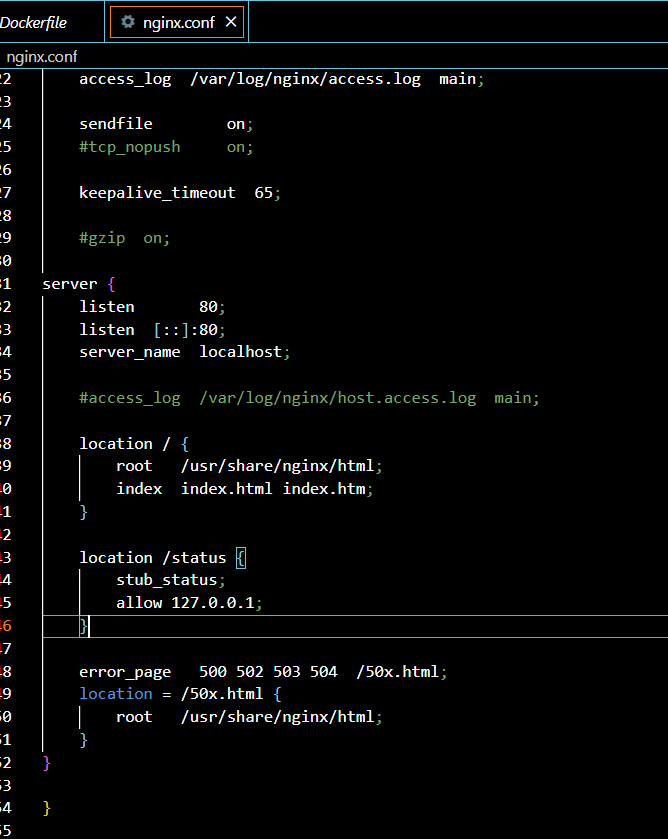 Dockerfile nginx.conf ×
nginx.conf
22     access_log  /var/log/nginx/access.log  main;
23
24     sendfile        on;
25     #tcp_nopush     on;
26
27     keepalive_timeout  65;
28
29     #gzip  on;
30
31 server {
32     listen       80;
33     listen  [::]:80;
34     server_name  localhost;
35
36     #access_log  /var/log/nginx/host.access.log  main;
37
38     location / {
39         root   /usr/share/nginx/html;
40         index  index.html index.htm;
41     }
42
43     location /status {
44         stub_status;
45         allow 127.0.0.1;
46     }
47
48     error_page   500 502 503 504  /50x.html;
49     location = /50x.html {
50         root   /usr/share/nginx/html;
51     }
52 }
53
54 }
55